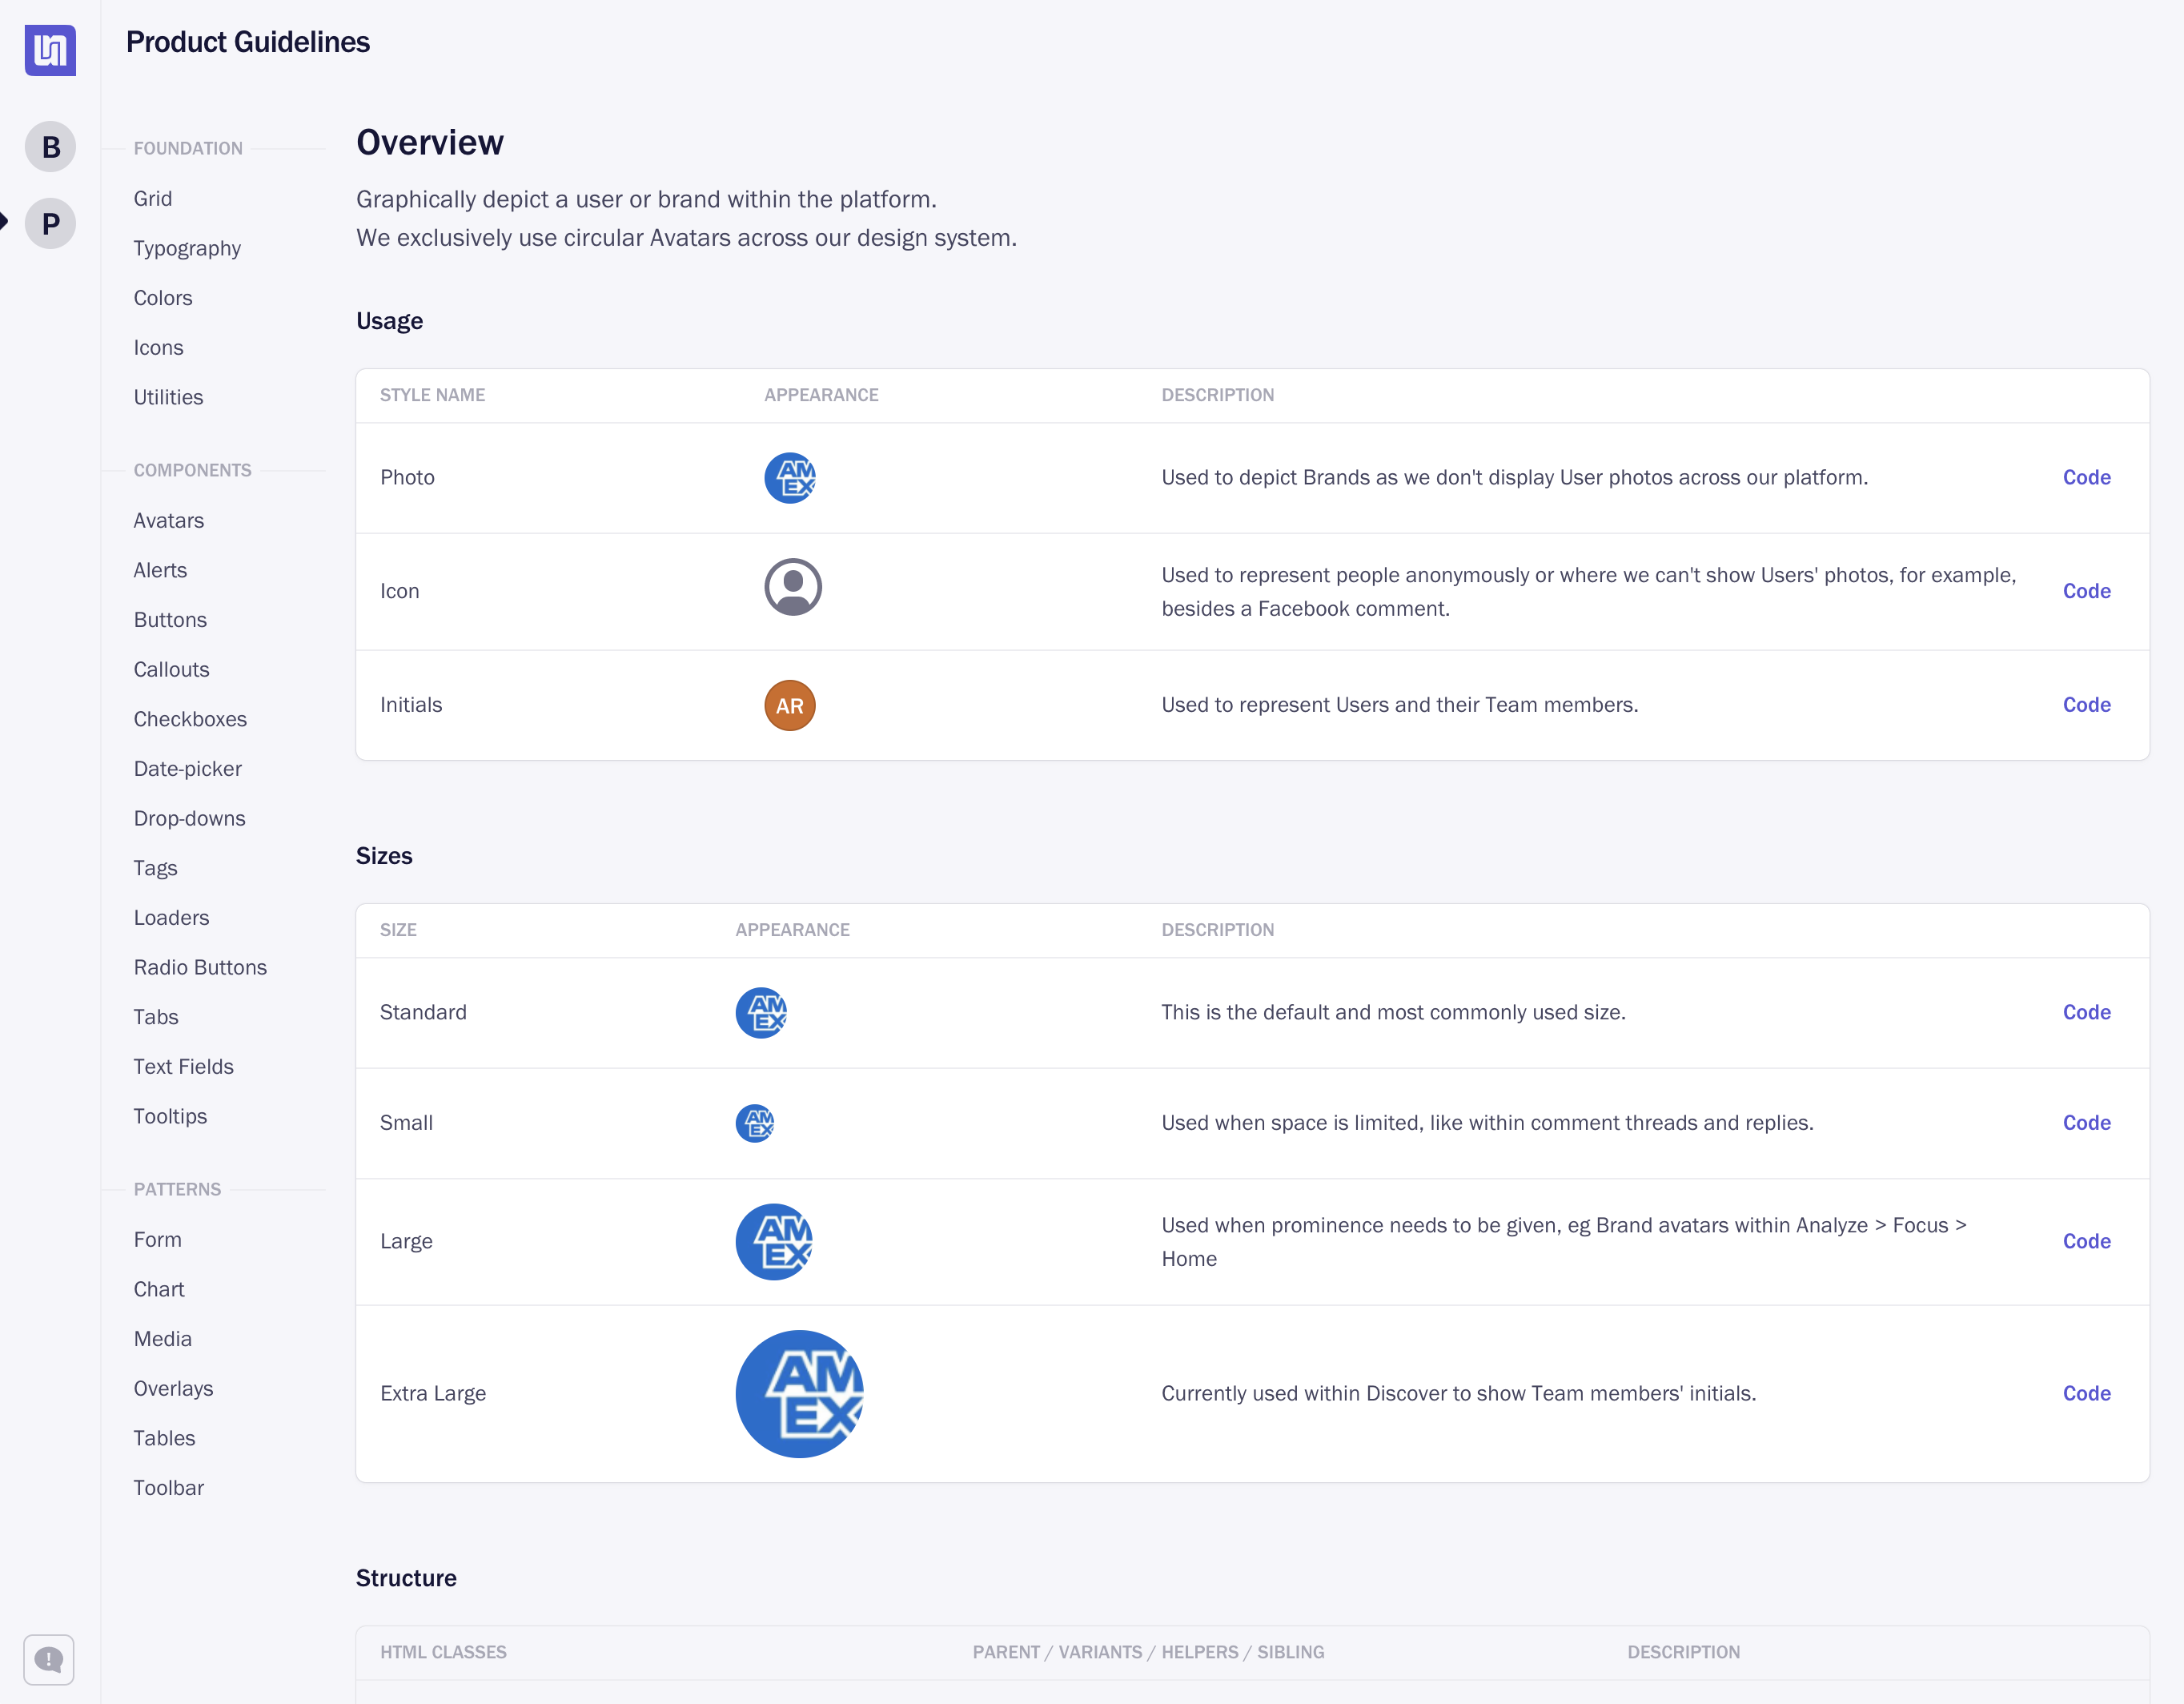 Product Guidelines
B
P
FOUNDATION
Grid
Typography
Colors
Icons
Utilities
COMPONENTS
Avatars
Alerts
Buttons
Callouts
Checkboxes
Date-picker
Drop-downs
Tags
Loaders
Radio Buttons
Tabs
Text Fields
Tooltips
PATTERNS
Form
Chart
Media
Overlays
Tables
Toolbar
Overview
Graphically depict a user or brand within the platform.
We exclusively use circular Avatars across our design system.
Usage
STYLE NAME APPEARANCE DESCRIPTION
Photo AM EX Used to depict Brands as we don't display User photos across our platform. Code
Icon Used to represent people anonymously or where we can't show Users' photos, for example, Code
besides a Facebook comment.
Initials AR Used to represent Users and their Team members. Code
Sizes
SIZE APPEARANCE DESCRIPTION
Standard AM EX This is the default and most commonly used size. Code
Small AM EX Used when space is limited, like within comment threads and replies. Code
Large AM EX Used when prominence needs to be given, eg Brand avatars within Analyze > Focus > Code
Home
Extra Large AM EX Currently used within Discover to show Team members' initials. Code
Structure
HTML CLASSES PARENT / VARIANTS / HELPERS / SIBLING DESCRIPTION